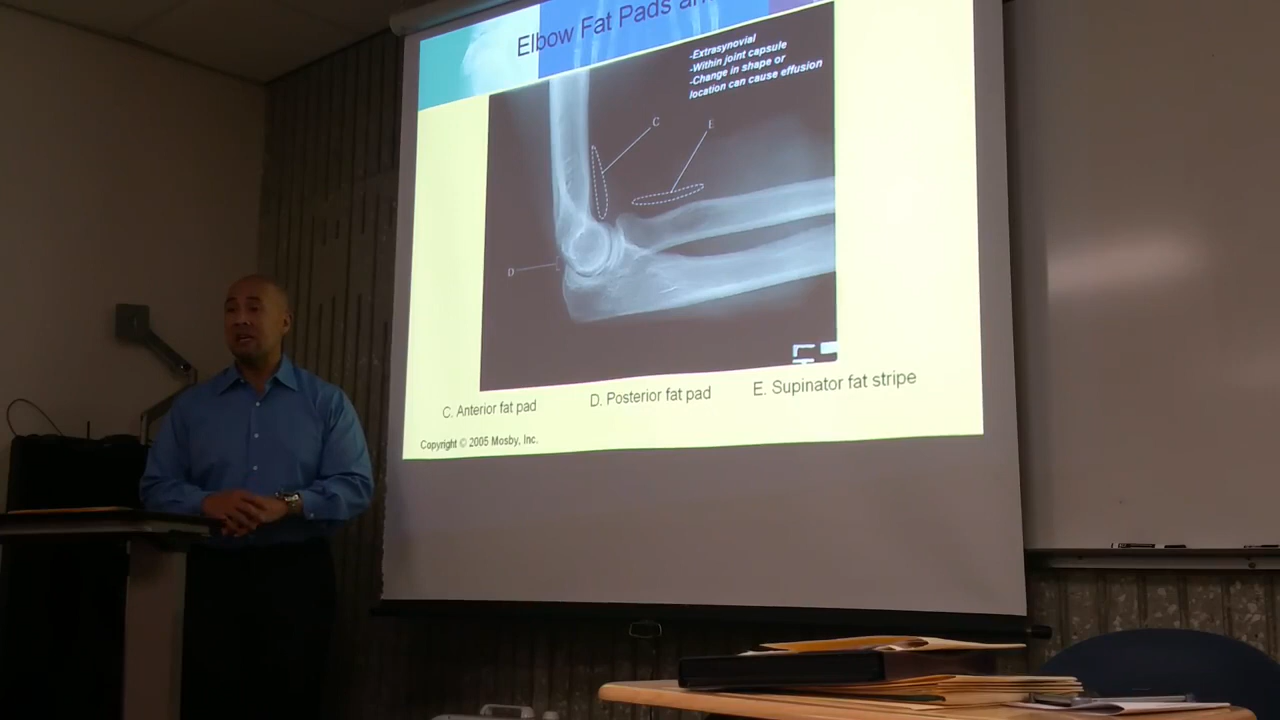 Elbow Fat Pads an
-Extrasynovial
-Within joint capsule
-Change in shape or
location can cause effusion
C
E
D
C. Anterior fat pad
D. Posterior fat pad
E. Supinator fat stripe
Copyright © 2005 Mosby, Inc.